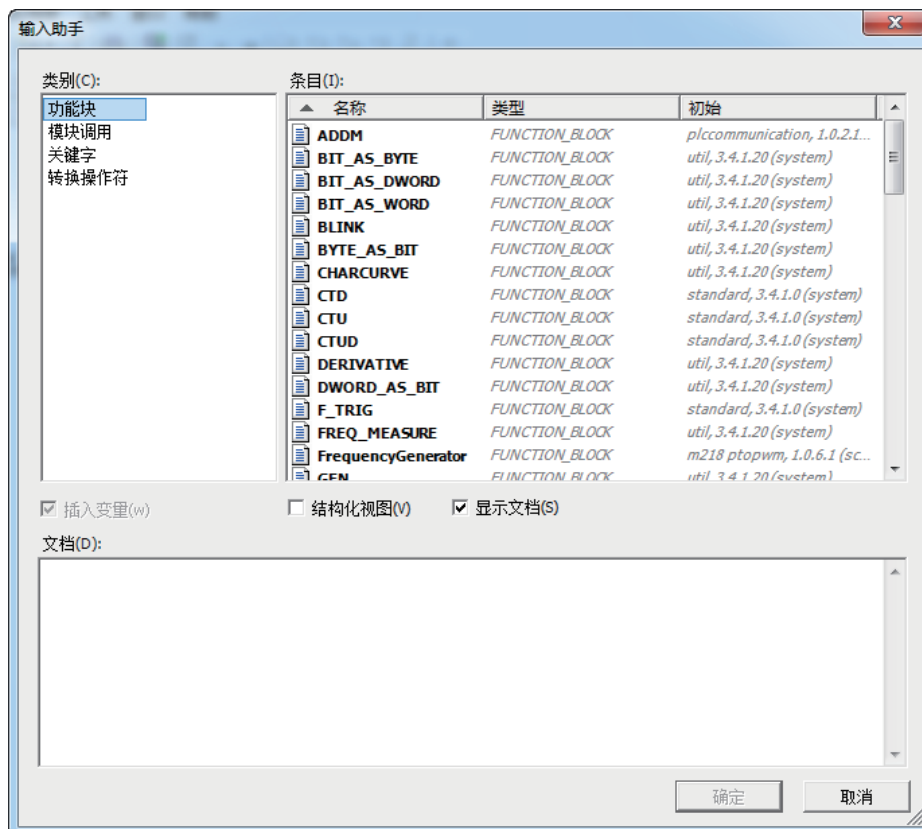 输入助手
类别(C):
条目(I):
功能块
模块调用
关键字
转换操作符
名称 类型 初始
ADDM FUNCTION_BLOCK plccommunication, 1.0.2.1...
BIT_AS_BYTE FUNCTION_BLOCK util, 3.4.1.20 (system)
BIT_AS_DWORD FUNCTION_BLOCK util, 3.4.1.20 (system)
BIT_AS_WORD FUNCTION_BLOCK util, 3.4.1.20 (system)
BLINK FUNCTION_BLOCK util, 3.4.1.20 (system)
BYTE_AS_BIT FUNCTION_BLOCK util, 3.4.1.20 (system)
CHARCURVE FUNCTION_BLOCK util, 3.4.1.20 (system)
CTD FUNCTION_BLOCK standard, 3.4.1.0 (system)
CTU FUNCTION_BLOCK standard, 3.4.1.0 (system)
CTUD FUNCTION_BLOCK standard, 3.4.1.0 (system)
DERIVATIVE FUNCTION_BLOCK util, 3.4.1.20 (system)
DWORD_AS_BIT FUNCTION_BLOCK util, 3.4.1.20 (system)
F_TRIG FUNCTION_BLOCK standard, 3.4.1.0 (system)
FREQ_MEASURE FUNCTION_BLOCK util, 3.4.1.20 (system)
FrequencyGenerator FUNCTION_BLOCK m218 ptopwm, 1.0.6.1 (sc...
GEN FUNCTION_BLOCK util, 3.4.1.20 (system)
插入变量(w) 结构化视图(V) 显示文档(S)
文档(D):
确定 取消